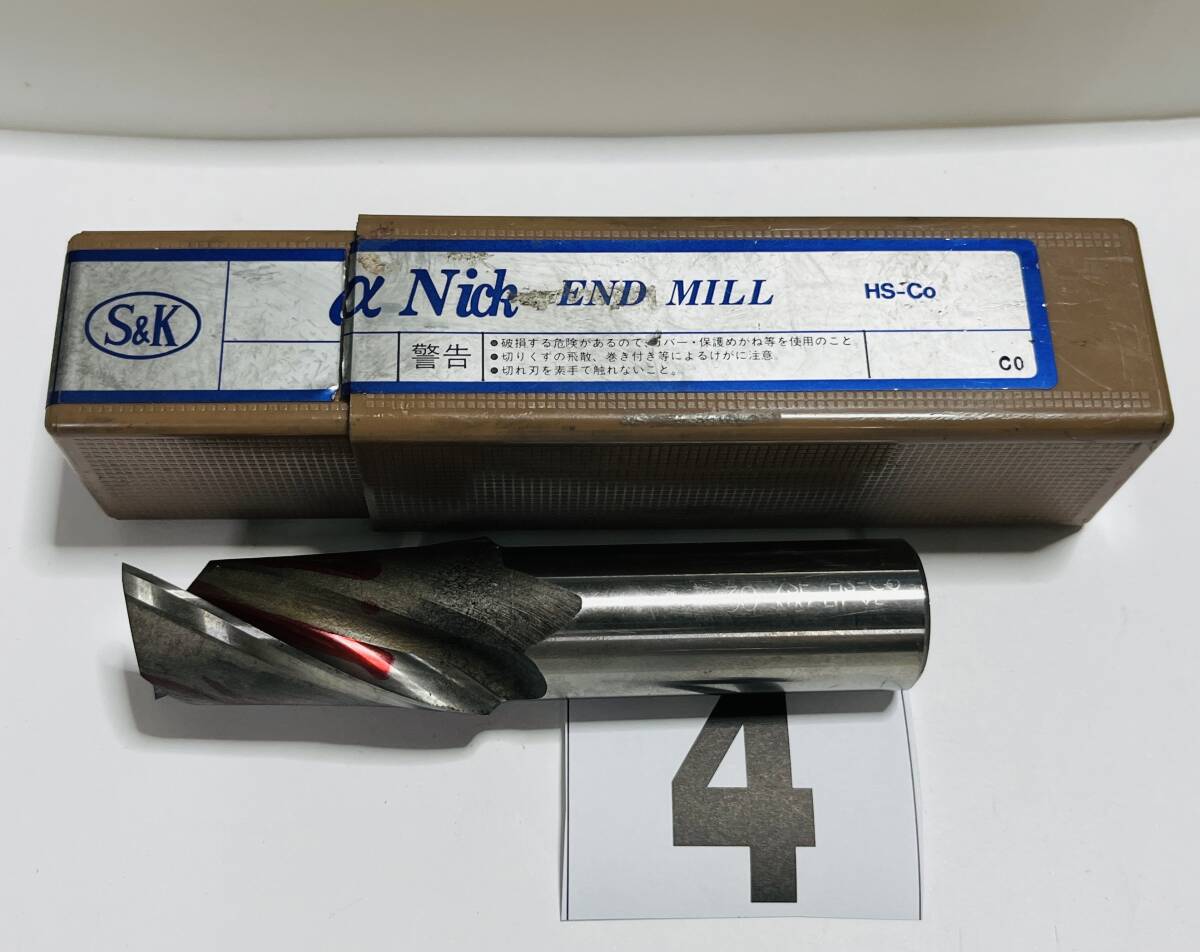 S&K
α Nick END MILL HS-Co
警告
●破損する危険があるので、カバー・保護めがね等を使用のこと
●切りくずの飛散、巻き付き等によるけがに注意。
●切れ刃を素手で触れないこと。
CO
4